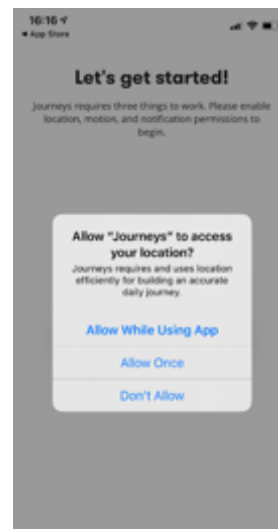 16:16
App Store
Let's get started!
Journeys requires three things to work. Please enable
location, motion, and notification permissions to
begin.
Allow "Journeys" to access
your location?
Journeys requires and uses location
efficiently for building an accurate
daily journey.
Allow While Using App
Allow Once
Don't Allow